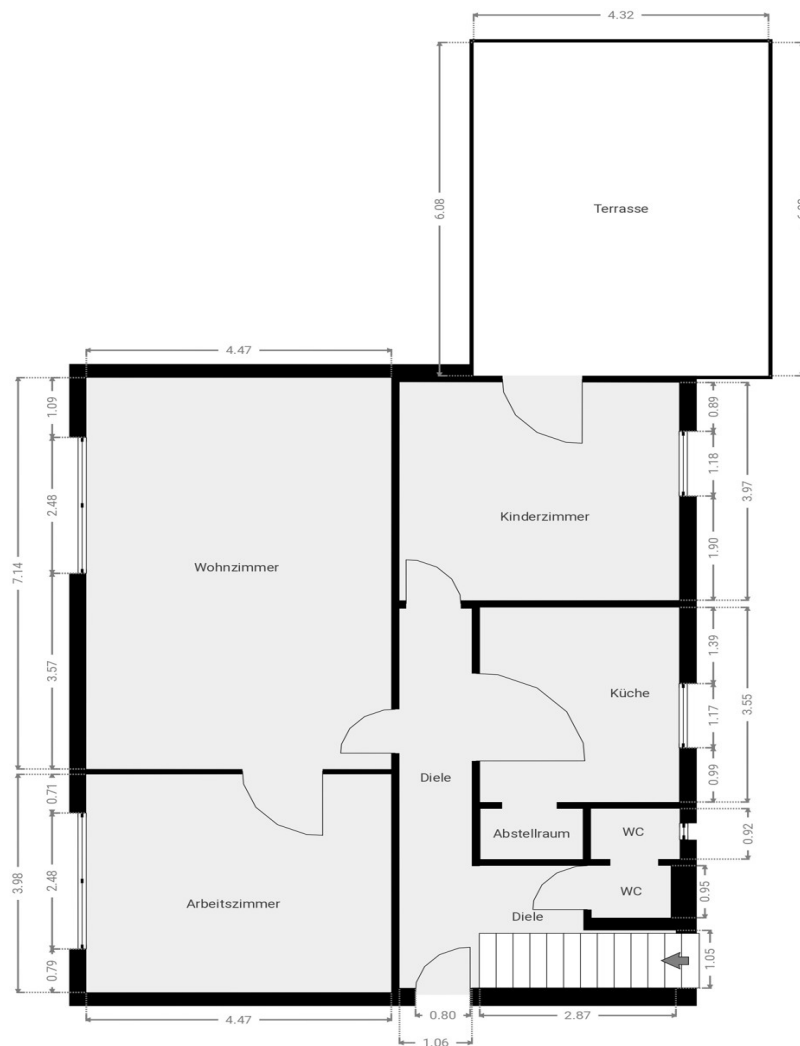 4.32
6.08
Terrasse
4.47
1.09
0.89
2.48
1.18
3.97
Kinderzimmer
1.90
Wohnzimmer
7.14
3.57
1.39
Küche
1.17
3.55
Diele
0.99
0.71
Abstellraum
WC
0.92
3.98
2.48
WC
0.95
Arbeitszimmer
Diele
0.79
1.05
4.47
0.80
2.87
1.06